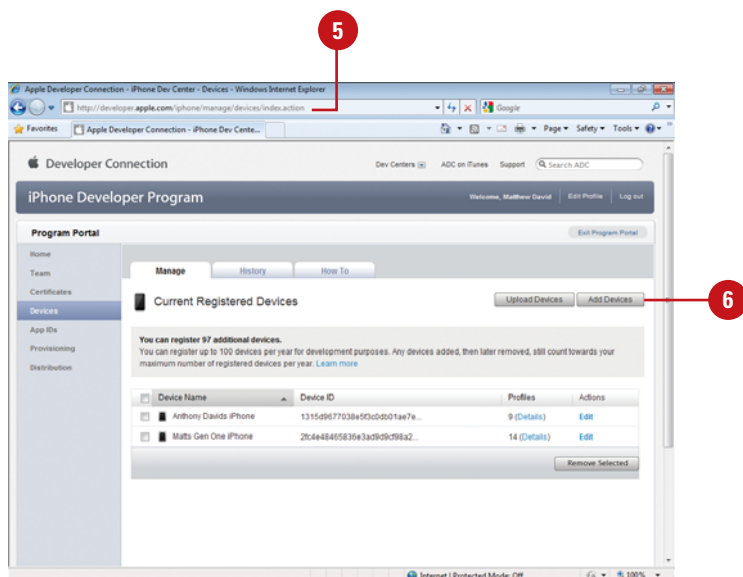 5
Apple Developer Connection - iPhone Dev Center - Devices - Windows Internet Explorer
http://developer.apple.com/iphone/manage/devices/index.action
Google
Favorites
Apple Developer Connection - iPhone Dev Cente...
Page Safety Tools
Developer Connection
Dev Centers ADC on iTunes Support Search ADC
iPhone Developer Program
Welcome, Matthew David Edit Profile Log out
Program Portal
Exit Program Portal
Home
Team
Certificates
Devices
App IDs
Provisioning
Distribution
Manage History How To
Current Registered Devices
Upload Devices Add Devices
6
You can register 97 additional devices.
You can register up to 100 devices per year for development purposes. Any devices added, then later removed, still count towards your
maximum number of registered devices per year. Learn more
Device Name Device ID Profiles Actions
Anthony Davids iPhone 1315d9677038e5f3c0db01ae7e... 9 (Details) Edit
Matts Gen One iPhone 2fc4e48465836e3ad9d9cf98a2... 14 (Details) Edit
Remove Selected
Internet | Protected Mode: Off 100%